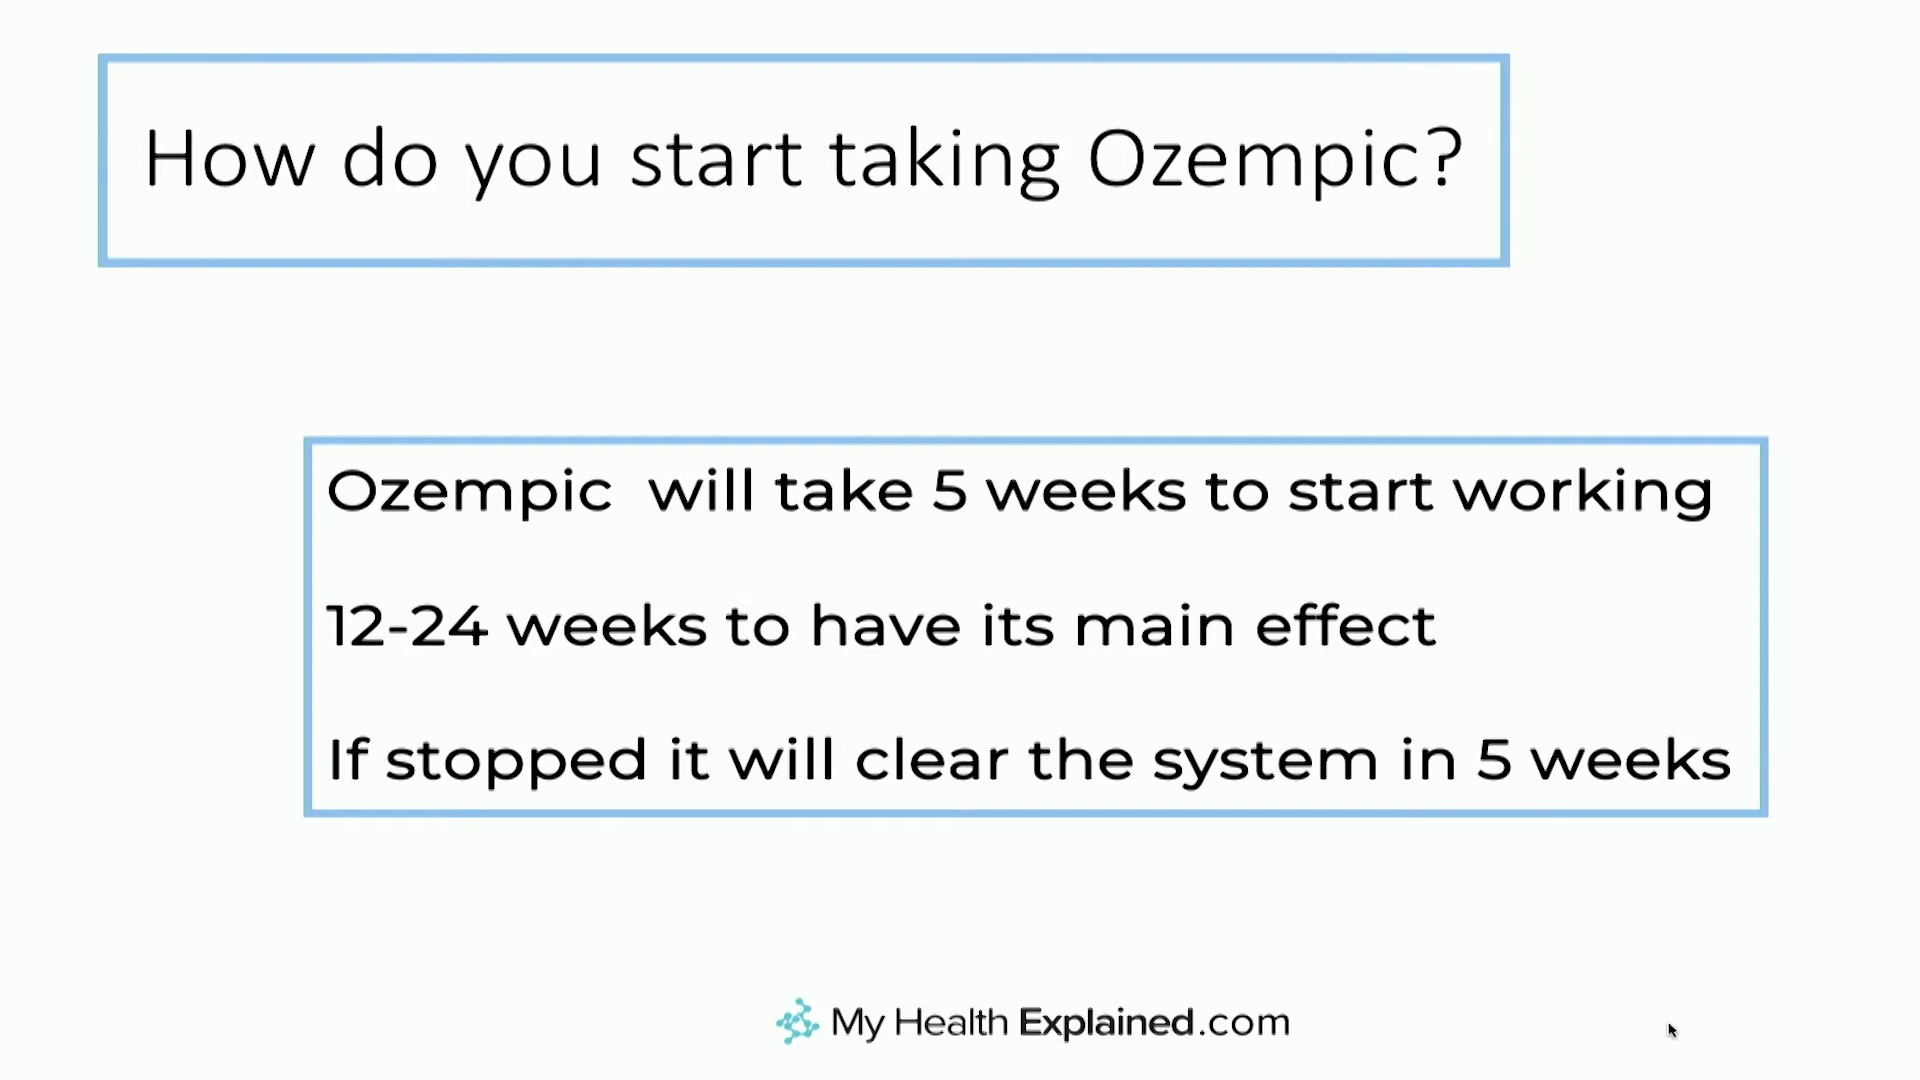 How do you start taking Ozempic?
Ozempic will take 5 weeks to start working
12-24 weeks to have its main effect
If stopped it will clear the system in 5 weeks
My Health Explained.com